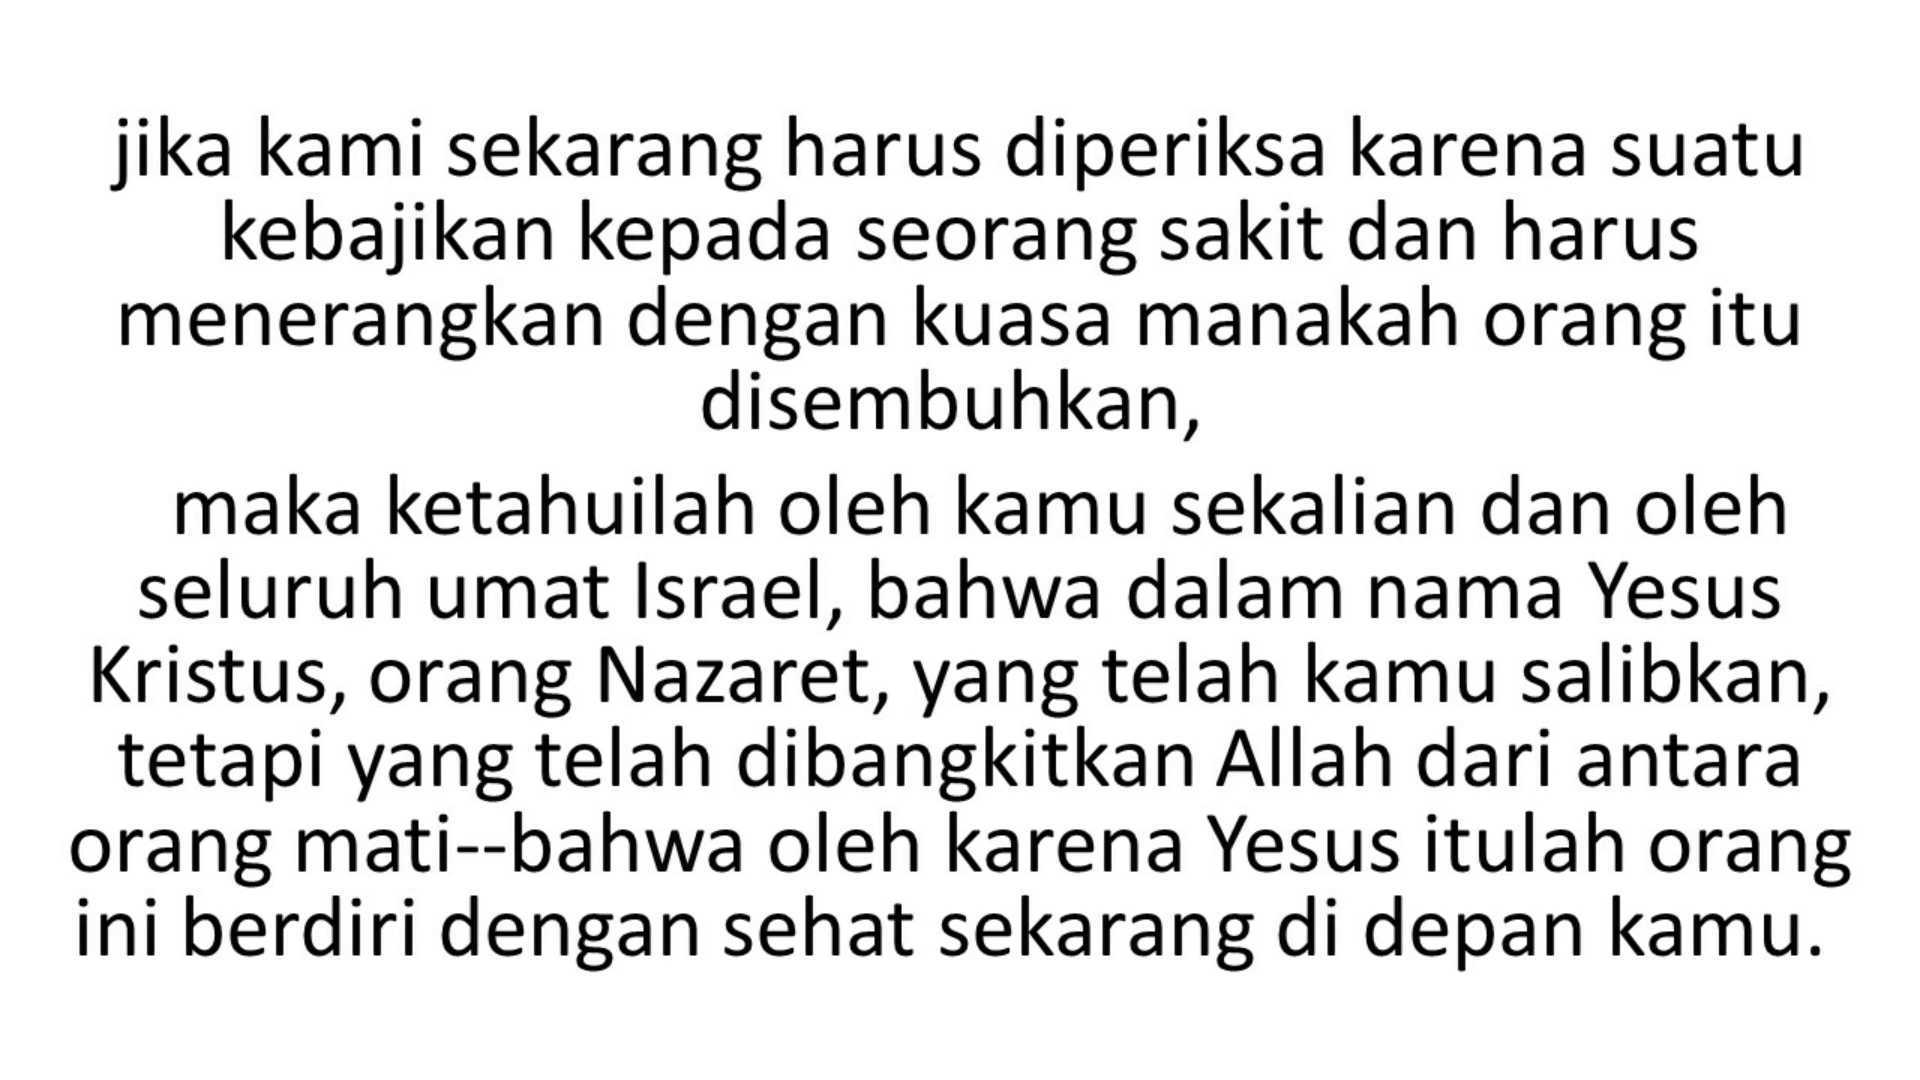 jika kami sekarang harus diperiksa karena suatu
kebajikan kepada seorang sakit dan harus
menerangkan dengan kuasa manakah orang itu
disembuhkan,
maka ketahuilah oleh kamu sekalian dan oleh
seluruh umat Israel, bahwa dalam nama Yesus
Kristus, orang Nazaret, yang telah kamu salibkan,
tetapi yang telah dibangkitkan Allah dari antara
orang mati--bahwa oleh karena Yesus itulah orang
ini berdiri dengan sehat sekarang di depan kamu.